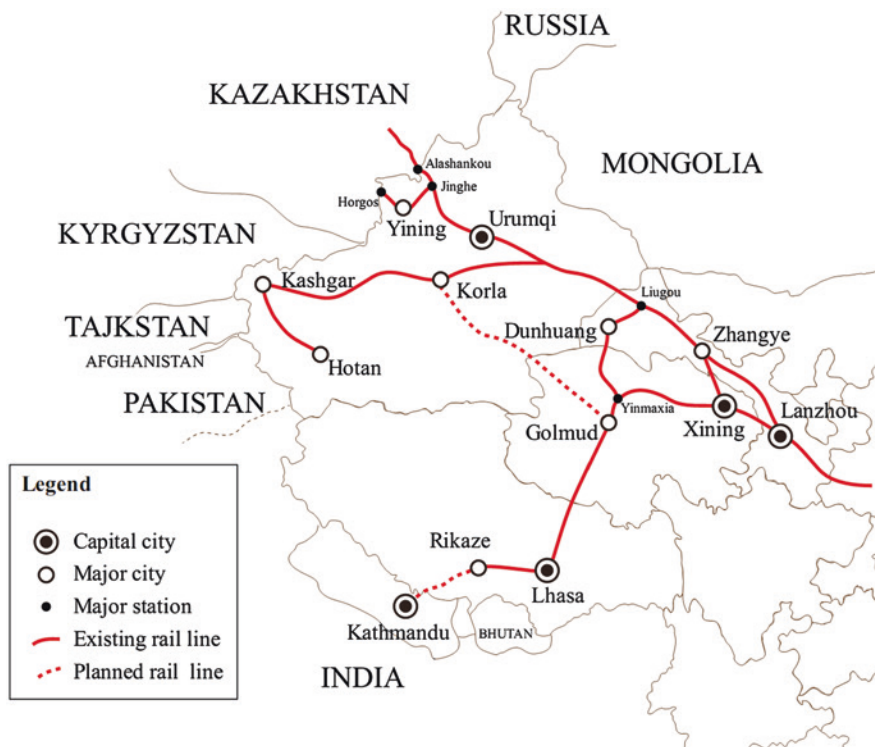 RUSSIA
KAZAKHSTAN
MONGOLIA
Alashankou
Jinghe
Horgos
Yining
Urumqi
KYRGYZSTAN
Kashgar
Korla
Liugou
TAJKSTAN
Dunhuang
Zhangye
AFGHANISTAN
Hotan
PAKISTAN
Yinmaxia
Golmud
Xining
Lanzhou
Legend
Capital city
Major city
Major station
Existing rail line
Planned rail line
Rikaze
Lhasa
Kathmandu
BHUTAN
INDIA